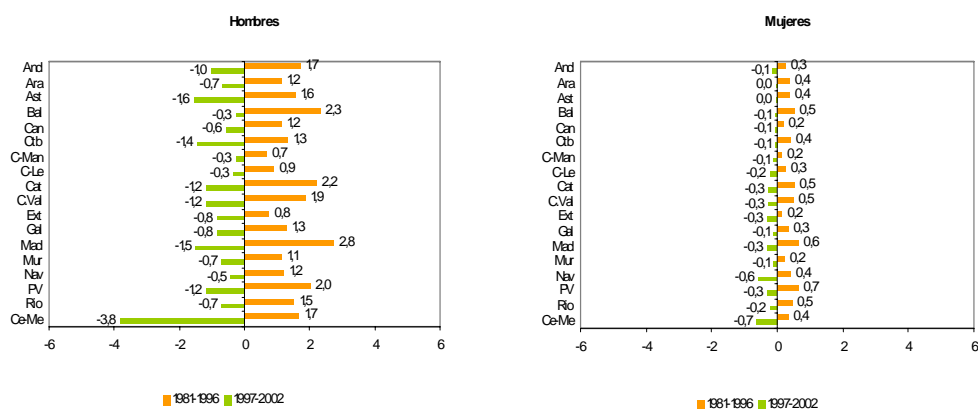 Hombres
And -1,0 1,7
Ara -0,7 1,2
Ast -1,6 1,6
Bal -0,3 2,3
Can -0,6 1,2
Ctb -1,4 1,3
C-Man -0,3 0,7
C-Le -0,3 0,9
Cat -1,2 2,2
C.Val -1,2 1,9
Ext -0,8 0,8
Gal -0,8 1,3
Mad -1,5 2,8
Mur -0,7 1,1
Nav -0,5 1,2
PV -1,2 2,0
Rio -0,7 1,5
Ce-Me -3,8 1,7
-6 -4 -2 0 2 4 6
1981-1996 1997-2002
Mujeres
And -0,1 0,3
Ara 0,0 0,4
Ast 0,0 0,4
Bal -0,1 0,5
Can -0,1 0,2
Ctb -0,1 0,4
C-Man -0,1 0,2
C-Le -0,2 0,3
Cat -0,3 0,5
C.Val -0,3 0,5
Ext -0,3 0,2
Gal -0,1 0,3
Mad -0,3 0,6
Mur -0,1 0,2
Nav -0,6 0,4
PV -0,3 0,7
Rio -0,2 0,5
Ce-Me -0,7 0,4
-6 -4 -2 0 2 4 6
1981-1996 1997-2002